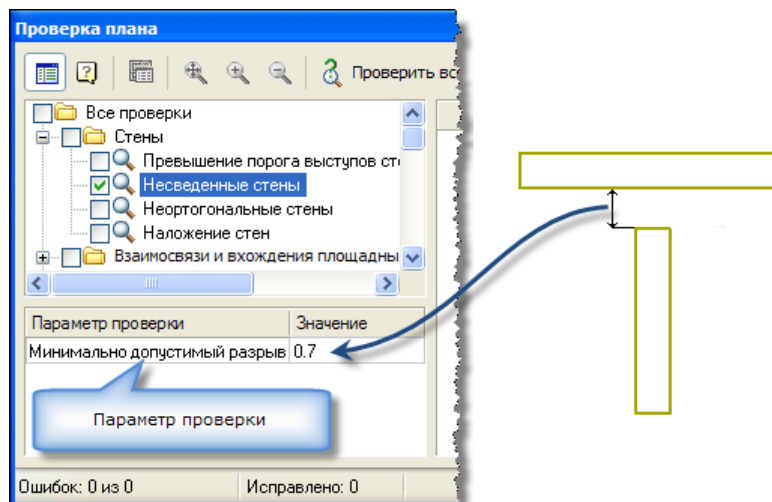 Проверка плана
Проверить вс
Все проверки
Стены
Превышение порога выступов ст
Несведенные стены
Неортогональные стены
Наложение стен
Взаимосвязи и вхождения площадны
Параметр проверки Значение
Минимально допустимый разрыв 0.7
Параметр проверки
Ошибок: 0 из 0 Исправлено: 0